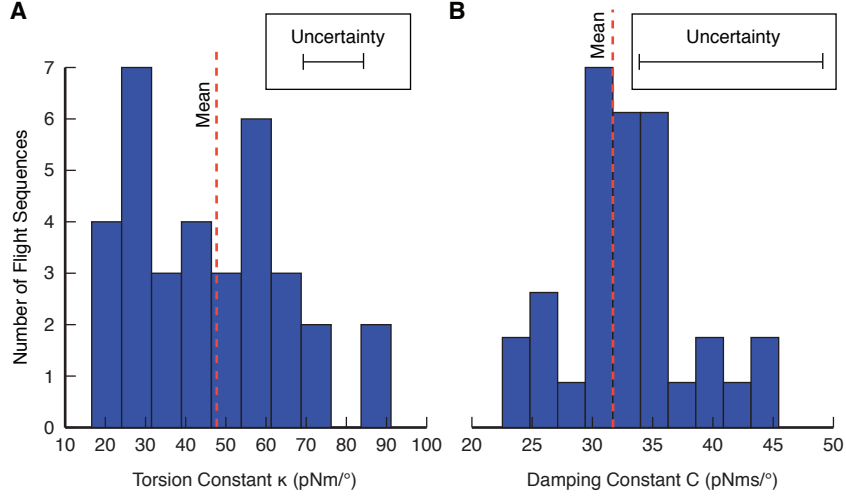 A
Uncertainty
Mean
Number of Flight Sequences
7
6
5
4
3
2
1
0
10 20 30 40 50 60 70 80 90 100
Torsion Constant κ (pNm/°)
B
Uncertainty
Mean
20 25 30 35 40 45 50
Damping Constant C (pNms/°)